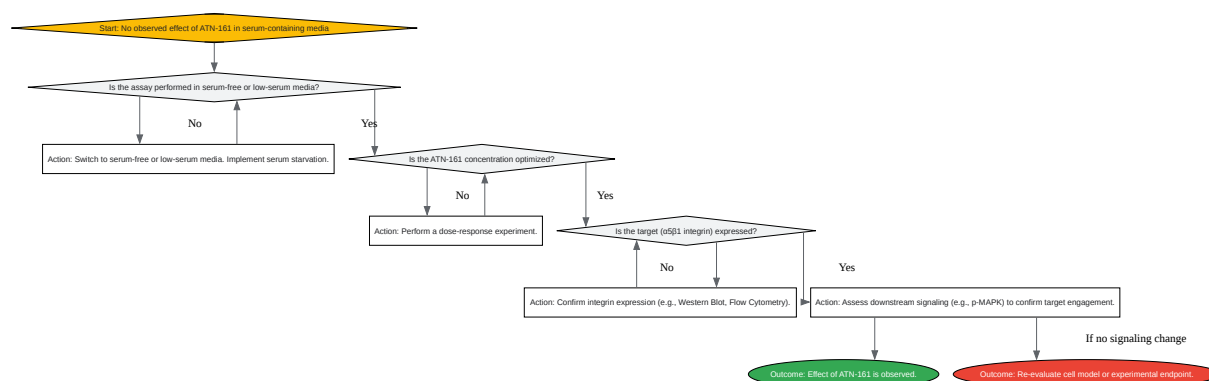 Start: No observed effect of ATN-161 in serum-containing media
Is the assay performed in serum-free or low-serum media?
No
Yes
Action: Switch to serum-free or low-serum media. Implement serum starvation.
Is the ATN-161 concentration optimized?
No
Yes
Action: Perform a dose-response experiment.
Is the target (α5β1 integrin) expressed?
No
Yes
Action: Confirm integrin expression (e.g., Western Blot, Flow Cytometry).
Action: Assess downstream signaling (e.g., p-MAPK) to confirm target engagement.
If no signaling change
Outcome: Effect of ATN-161 is observed.
Outcome: Re-evaluate cell model or experimental endpoint.